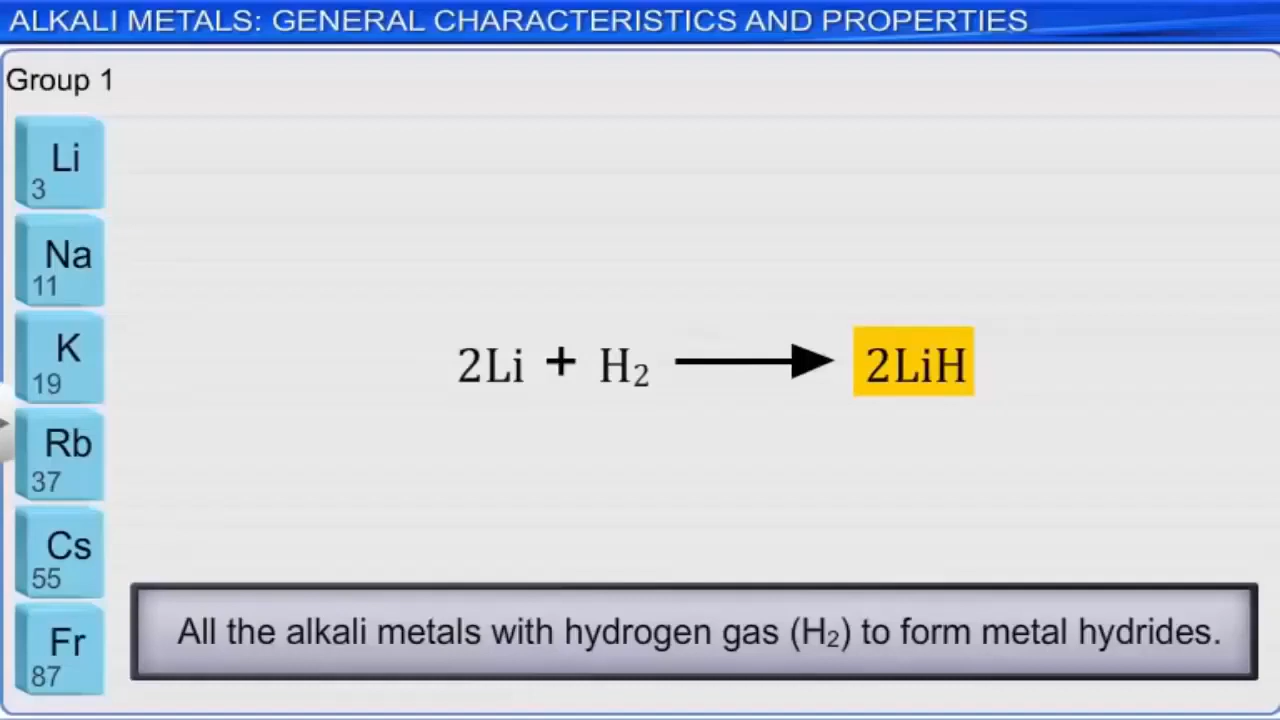 ALKALI METALS: GENERAL CHARACTERISTICS AND PROPERTIES
Group 1
Li
3
Na
11
K
19
Rb
37
Cs
55
Fr
87
2Li + H₂ ⟶ 2LiH
All the alkali metals with hydrogen gas (H₂) to form metal hydrides.